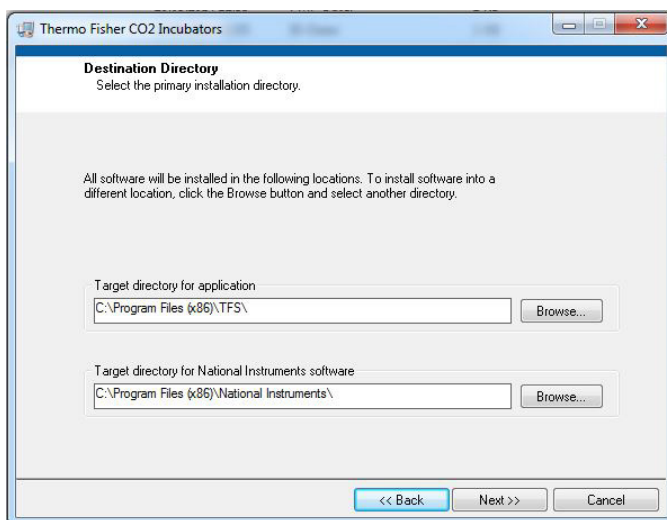 Thermo Fisher CO2 Incubators
Destination Directory
Select the primary installation directory.
All software will be installed in the following locations. To install software into a
different location, click the Browse button and select another directory.
Target directory for application
C:\Program Files (x86)\TFS\
Browse...
Target directory for National Instruments software
C:\Program Files (x86)\National Instruments\
Browse...
<< Back
Next >>
Cancel